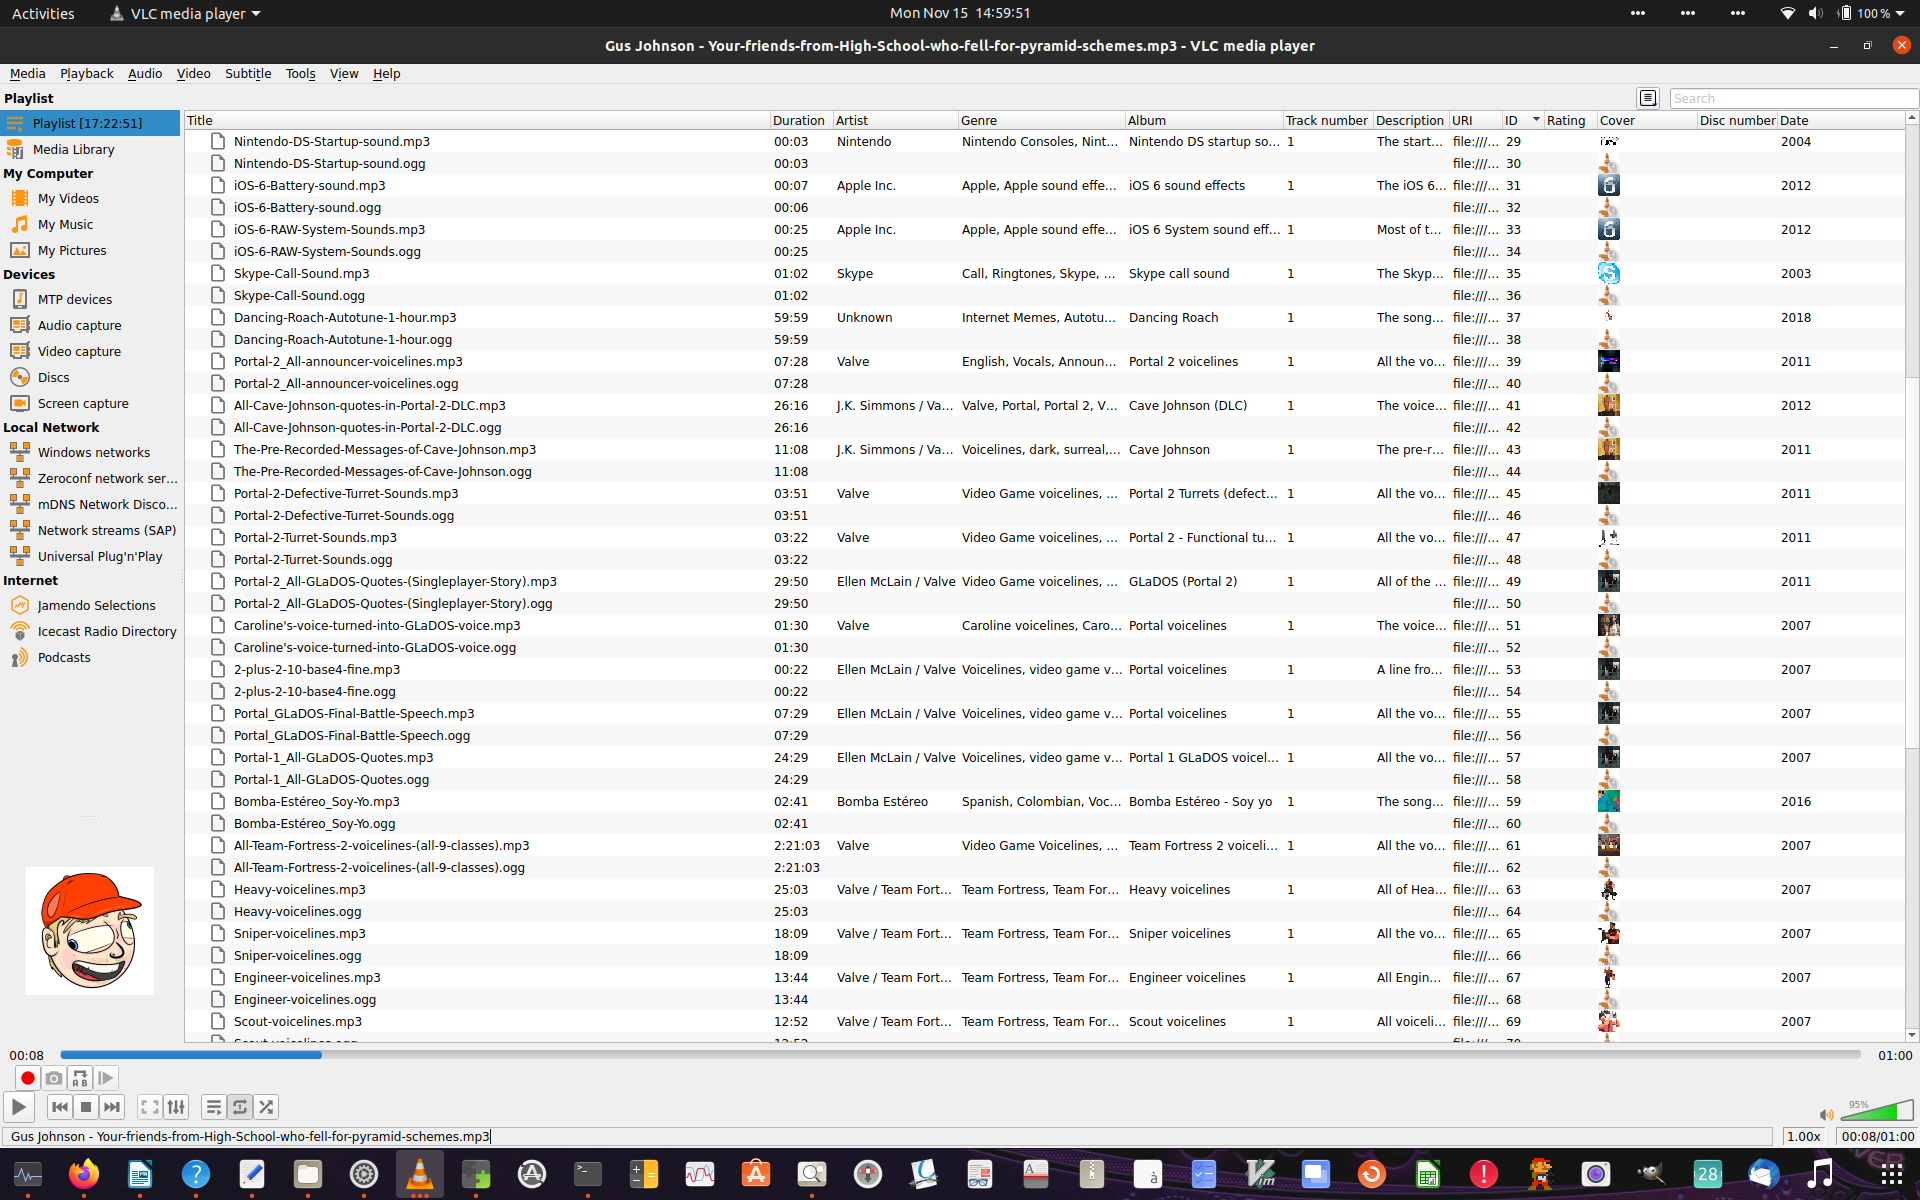 Activities VLC media player Mon Nov 15 14:59:51 100 %
Gus Johnson - Your-friends-from-High-School-who-fell-for-pyramid-schemes.mp3 - VLC media player
Media Playback Audio Video Subtitle Tools View Help
Playlist
Search
Playlist [17:22:51]
Media Library
My Computer
My Videos
My Music
My Pictures
Devices
MTP devices
Audio capture
Video capture
Discs
Screen capture
Local Network
Windows networks
Zeroconf network ser...
mDNS Network Disco...
Network streams (SAP)
Universal Plug'n'Play
Internet
Jamendo Selections
Icecast Radio Directory
Podcasts
Title Duration Artist Genre Album Track number Description URI ID Rating Cover Disc number Date
Nintendo-DS-Startup-sound.mp3 00:03 Nintendo Nintendo Consoles, Nint... Nintendo DS startup so... 1 The start... file:///... 29 2004
Nintendo-DS-Startup-sound.ogg 00:03 file:///... 30
iOS-6-Battery-sound.mp3 00:07 Apple Inc. Apple, Apple sound effe... iOS 6 sound effects 1 The iOS 6... file:///... 31 2012
iOS-6-Battery-sound.ogg 00:06 file:///... 32
iOS-6-RAW-System-Sounds.mp3 00:25 Apple Inc. Apple, Apple sound effe... iOS 6 System sound eff... 1 Most of t... file:///... 33 2012
iOS-6-RAW-System-Sounds.ogg 00:25 file:///... 34
Skype-Call-Sound.mp3 01:02 Skype Call, Ringtones, Skype, ... Skype call sound 1 The Skyp... file:///... 35 2003
Skype-Call-Sound.ogg 01:02 file:///... 36
Dancing-Roach-Autotune-1-hour.mp3 59:59 Unknown Internet Memes, Autotu... Dancing Roach 1 The song... file:///... 37 2018
Dancing-Roach-Autotune-1-hour.ogg 59:59 file:///... 38
Portal-2_All-announcer-voicelines.mp3 07:28 Valve English, Vocals, Announ... Portal 2 voicelines 1 All the vo... file:///... 39 2011
Portal-2_All-announcer-voicelines.ogg 07:28 file:///... 40
All-Cave-Johnson-quotes-in-Portal-2-DLC.mp3 26:16 J.K. Simmons / Va... Valve, Portal, Portal 2, V... Cave Johnson (DLC) 1 The voice... file:///... 41 2012
All-Cave-Johnson-quotes-in-Portal-2-DLC.ogg 26:16 file:///... 42
The-Pre-Recorded-Messages-of-Cave-Johnson.mp3 11:08 J.K. Simmons / Va... Voicelines, dark, surreal,... Cave Johnson 1 The pre-r... file:///... 43 2011
The-Pre-Recorded-Messages-of-Cave-Johnson.ogg 11:08 file:///... 44
Portal-2-Defective-Turret-Sounds.mp3 03:51 Valve Video Game voicelines, ... Portal 2 Turrets (defect... 1 All the vo... file:///... 45 2011
Portal-2-Defective-Turret-Sounds.ogg 03:51 file:///... 46
Portal-2-Turret-Sounds.mp3 03:22 Valve Video Game voicelines, ... Portal 2 - Functional tu... 1 All the vo... file:///... 47 2011
Portal-2-Turret-Sounds.ogg 03:22 file:///... 48
Portal-2_All-GLaDOS-Quotes-(Singleplayer-Story).mp3 29:50 Ellen McLain / Valve Video Game voicelines, ... GLaDOS (Portal 2) 1 All of the ... file:///... 49 2011
Portal-2_All-GLaDOS-Quotes-(Singleplayer-Story).ogg 29:50 file:///... 50
Caroline's-voice-turned-into-GLaDOS-voice.mp3 01:30 Valve Caroline voicelines, Caro... Portal voicelines 1 The voice... file:///... 51 2007
Caroline's-voice-turned-into-GLaDOS-voice.ogg 01:30 file:///... 52
2-plus-2-10-base4-fine.mp3 00:22 Ellen McLain / Valve Voicelines, video game v... Portal voicelines 1 A line fro... file:///... 53 2007
2-plus-2-10-base4-fine.ogg 00:22 file:///... 54
Portal_GLaDOS-Final-Battle-Speech.mp3 07:29 Ellen McLain / Valve Voicelines, video game v... Portal voicelines 1 All the vo... file:///... 55 2007
Portal_GLaDOS-Final-Battle-Speech.ogg 07:29 file:///... 56
Portal-1_All-GLaDOS-Quotes.mp3 24:29 Ellen McLain / Valve Voicelines, video game v... Portal 1 GLaDOS voicel... 1 All the vo... file:///... 57 2007
Portal-1_All-GLaDOS-Quotes.ogg 24:29 file:///... 58
Bomba-Estéreo_Soy-Yo.mp3 02:41 Bomba Estéreo Spanish, Colombian, Voc... Bomba Estéreo - Soy yo 1 The song... file:///... 59 2016
Bomba-Estéreo_Soy-Yo.ogg 02:41 file:///... 60
All-Team-Fortress-2-voicelines-(all-9-classes).mp3 2:21:03 Valve Video Game Voicelines, ... Team Fortress 2 voiceli... 1 All the vo... file:///... 61 2007
All-Team-Fortress-2-voicelines-(all-9-classes).ogg 2:21:03 file:///... 62
Heavy-voicelines.mp3 25:03 Valve / Team Fort... Team Fortress, Team For... Heavy voicelines 1 All of Hea... file:///... 63 2007
Heavy-voicelines.ogg 25:03 file:///... 64
Sniper-voicelines.mp3 18:09 Valve / Team Fort... Team Fortress, Team For... Sniper voicelines 1 All the vo... file:///... 65 2007
Sniper-voicelines.ogg 18:09 file:///... 66
Engineer-voicelines.mp3 13:44 Valve / Team Fort... Team Fortress, Team For... Engineer voicelines 1 All Engin... file:///... 67 2007
Engineer-voicelines.ogg 13:44 file:///... 68
Scout-voicelines.mp3 12:52 Valve / Team Fort... Team Fortress, Team For... Scout voicelines 1 All voiceli... file:///... 69 2007
00:08 01:00
95%
Gus Johnson - Your-friends-from-High-School-who-fell-for-pyramid-schemes.mp3 1.00x 00:08/01:00
28